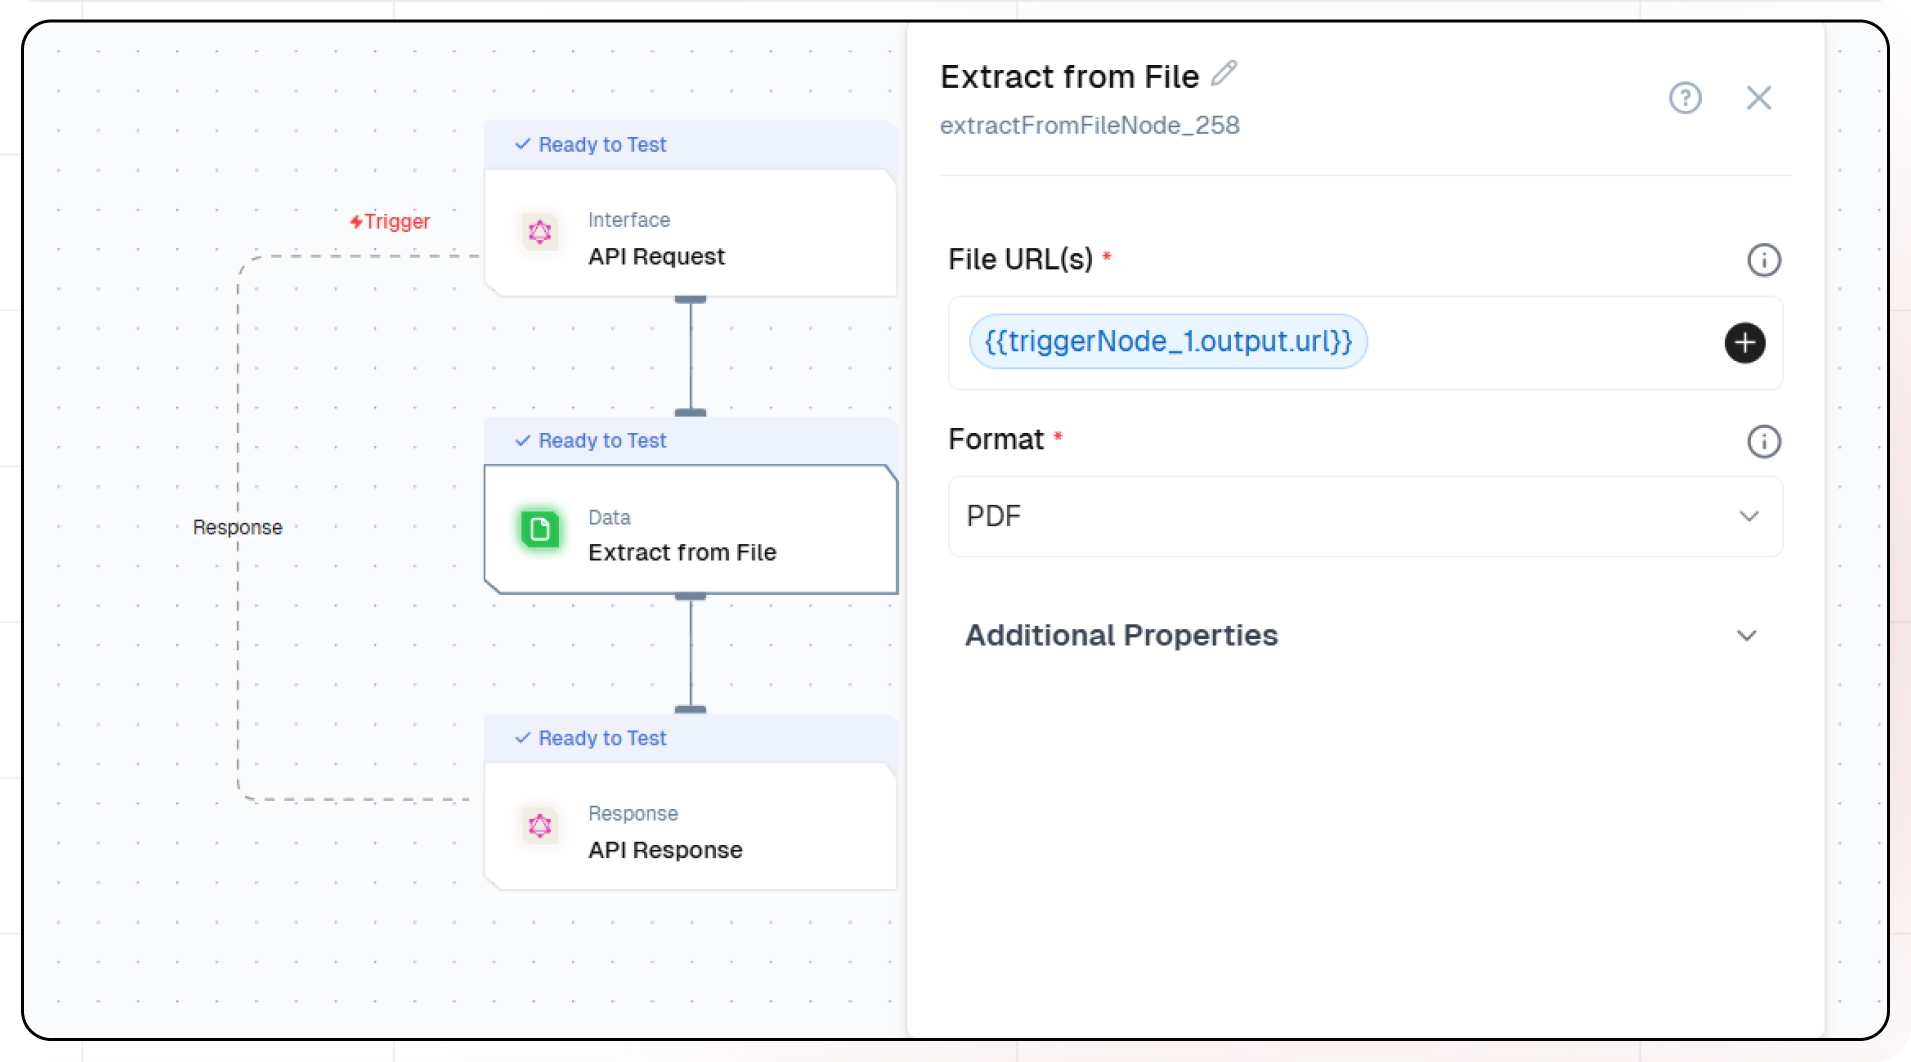 Trigger
Response
Ready to Test
Interface
API Request
Ready to Test
Data
Extract from File
Ready to Test
Response
API Response
Extract from File
extractFromFileNode_258
File URL(s) *
{{triggerNode_1.output.url}}
Format *
PDF
Additional Properties